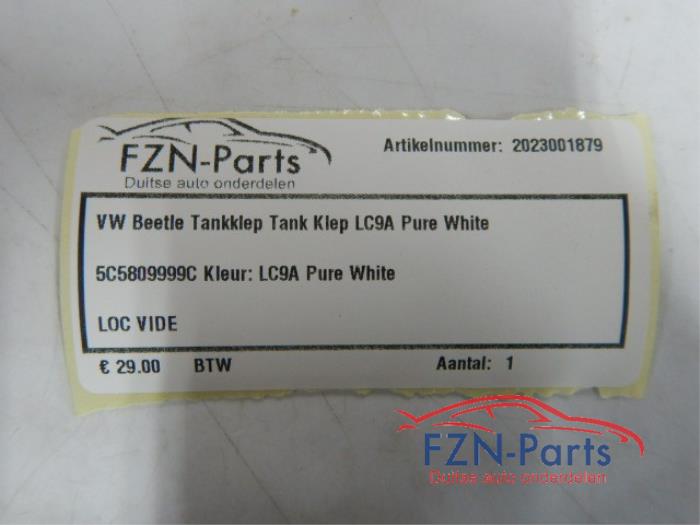 FZN-Parts
Duitse auto onderdelen
Artikelnummer: 2023001879
VW Beetle Tankklep Tank Klep LC9A Pure White
5C5809999C Kleur: LC9A Pure White
LOC VIDE
€ 29.00 BTW Aantal: 1
FZN-Parts
Duitse auto onderdelen